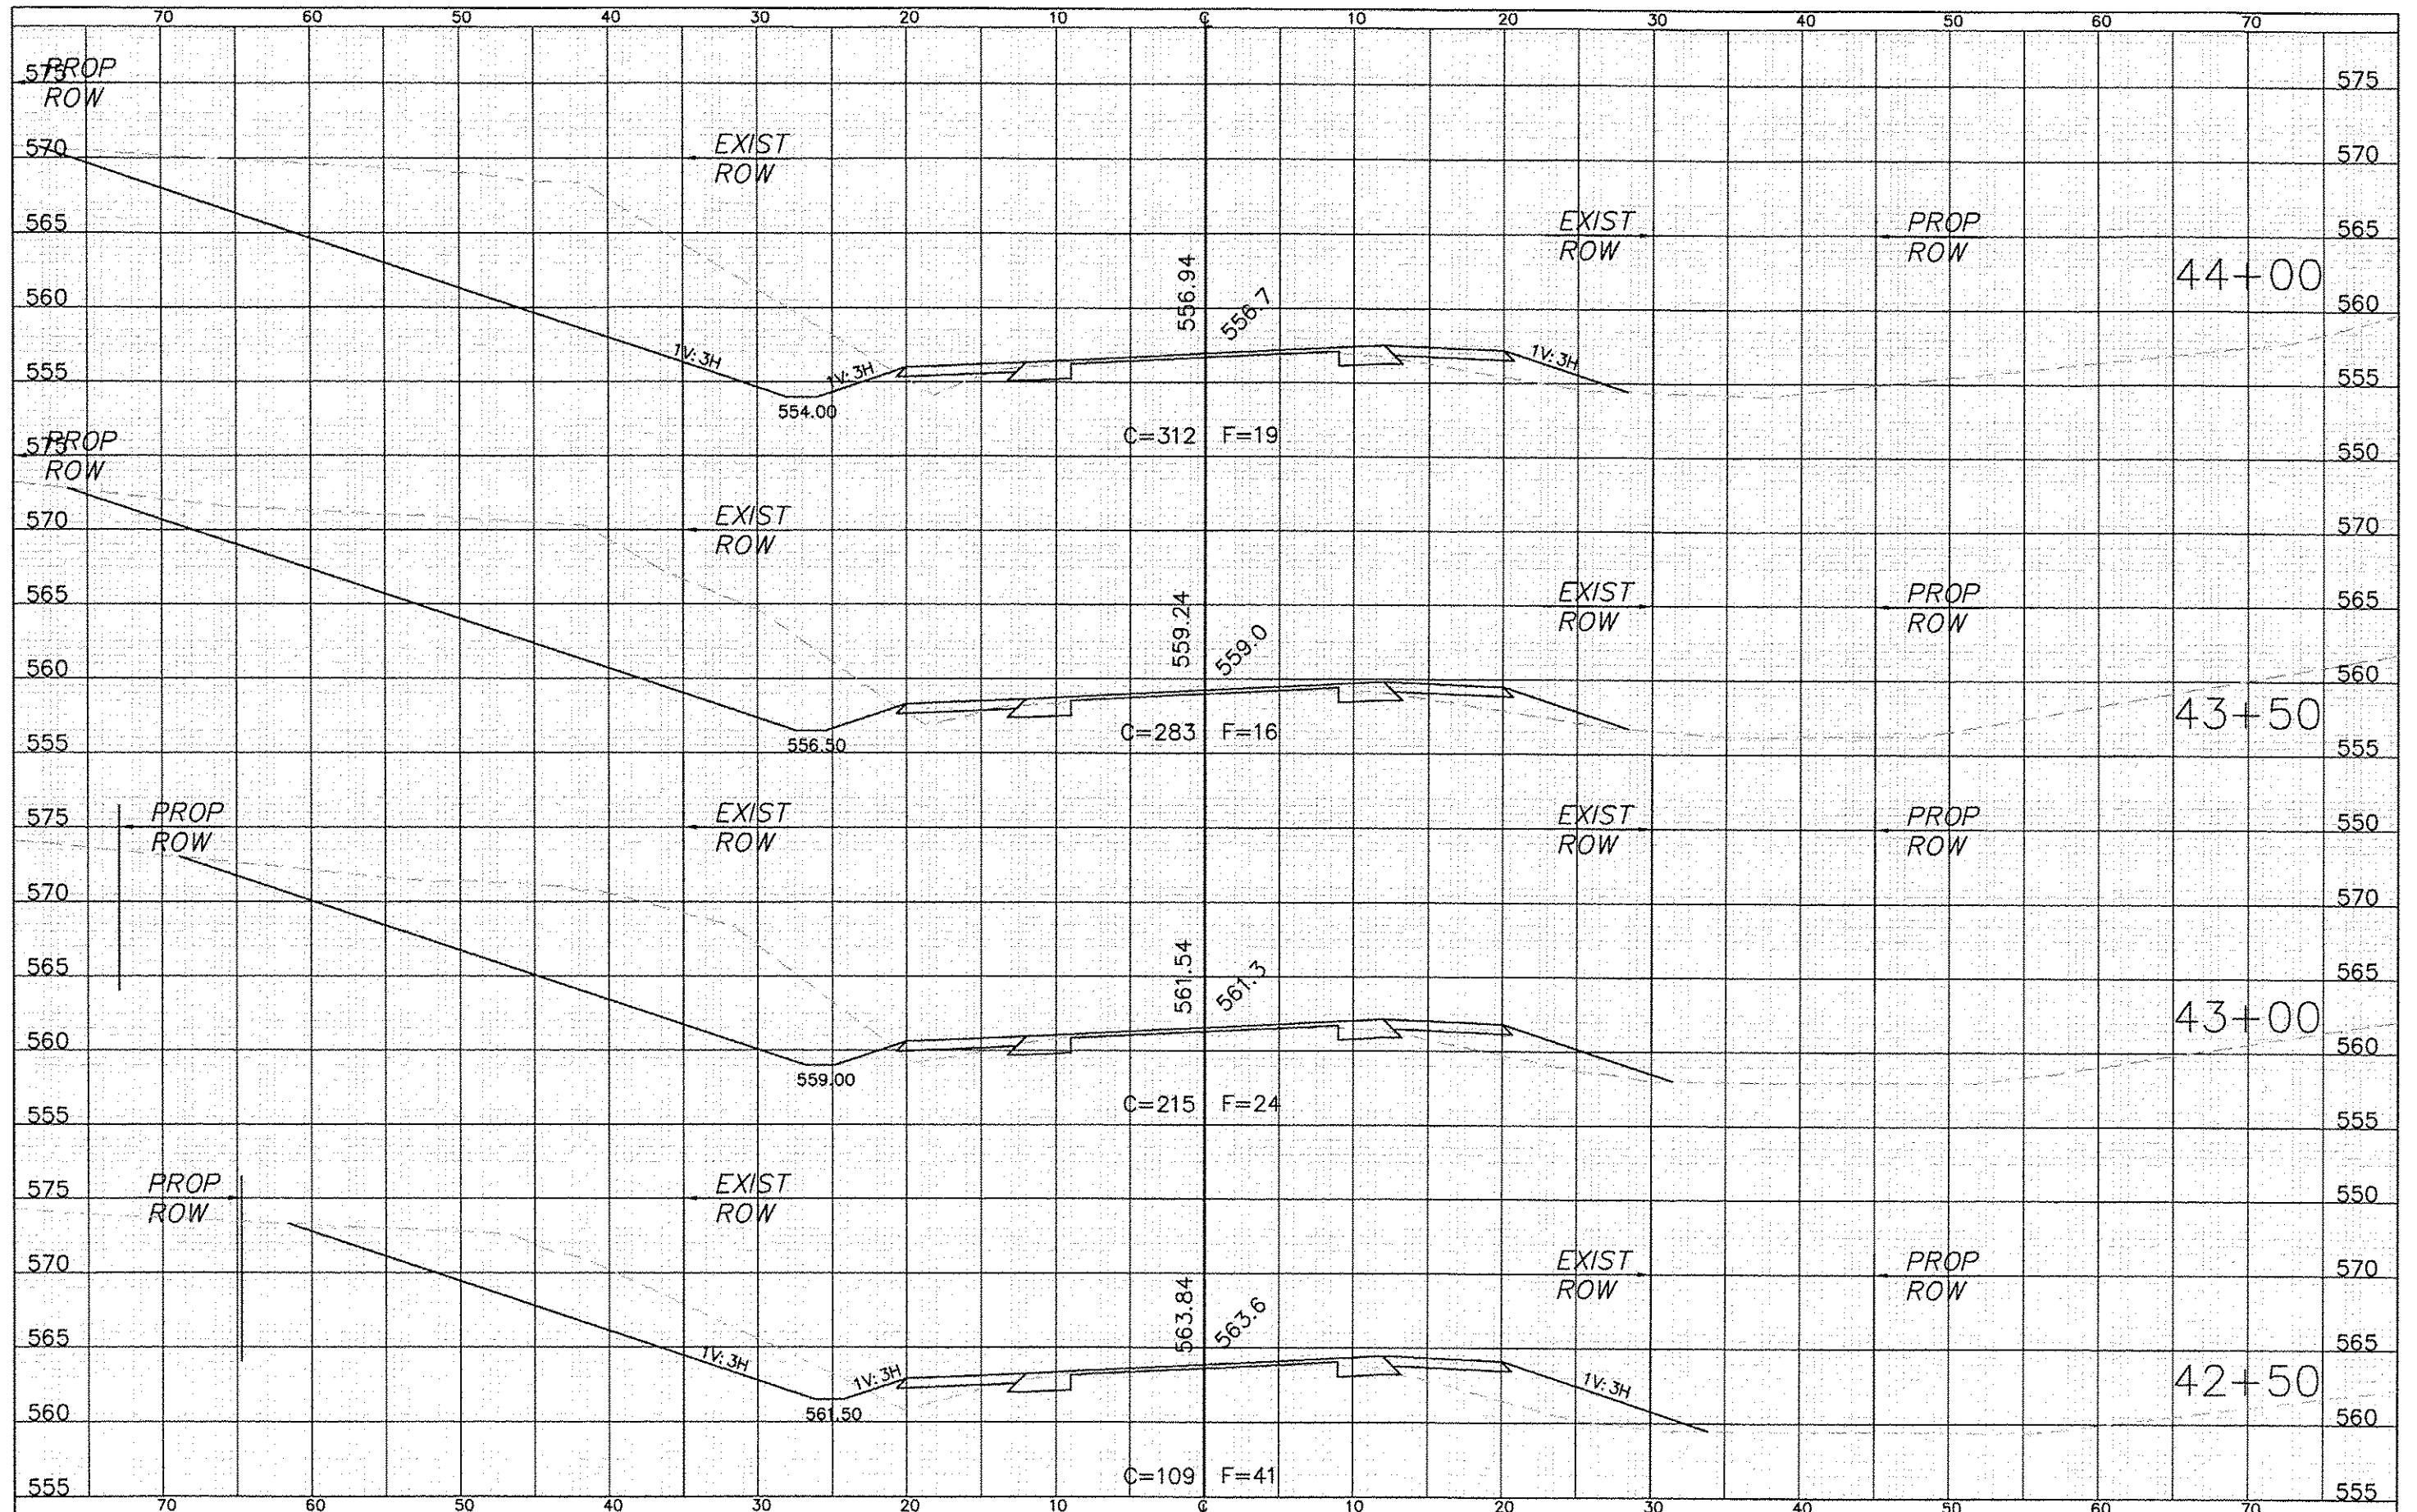 70 60 50 40 30 20 10 ℄ 10 20 30 40 50 60 70
575 PROP 575
ROW
570 EXIST 570
ROW
565 EXIST PROP 565
ROW ROW
44+00
560 556.94 556.7 560
1V:3H 1V:3H 1V:3H
555 555
554.00
C=312 F=19
575 PROP 550
ROW
570 EXIST 570
ROW
565 EXIST PROP 565
ROW ROW
560 559.24 559.0 560
43+50
556.50 C=283 F=16
555 555
575 PROP EXIST EXIST PROP 550
ROW ROW ROW ROW
570 570
565 561.54 561.3 565
43+00
560 560
559.00
C=215 F=24
555 555
575 PROP EXIST 550
ROW ROW
570 EXIST PROP 570
ROW ROW
565 563.84 563.6 565
1V:3H 1V:3H 1V:3H
42+50
560 561.50 560
C=109 F=41
555 555
70 60 50 40 30 20 10 ℄ 10 20 30 40 50 60 70